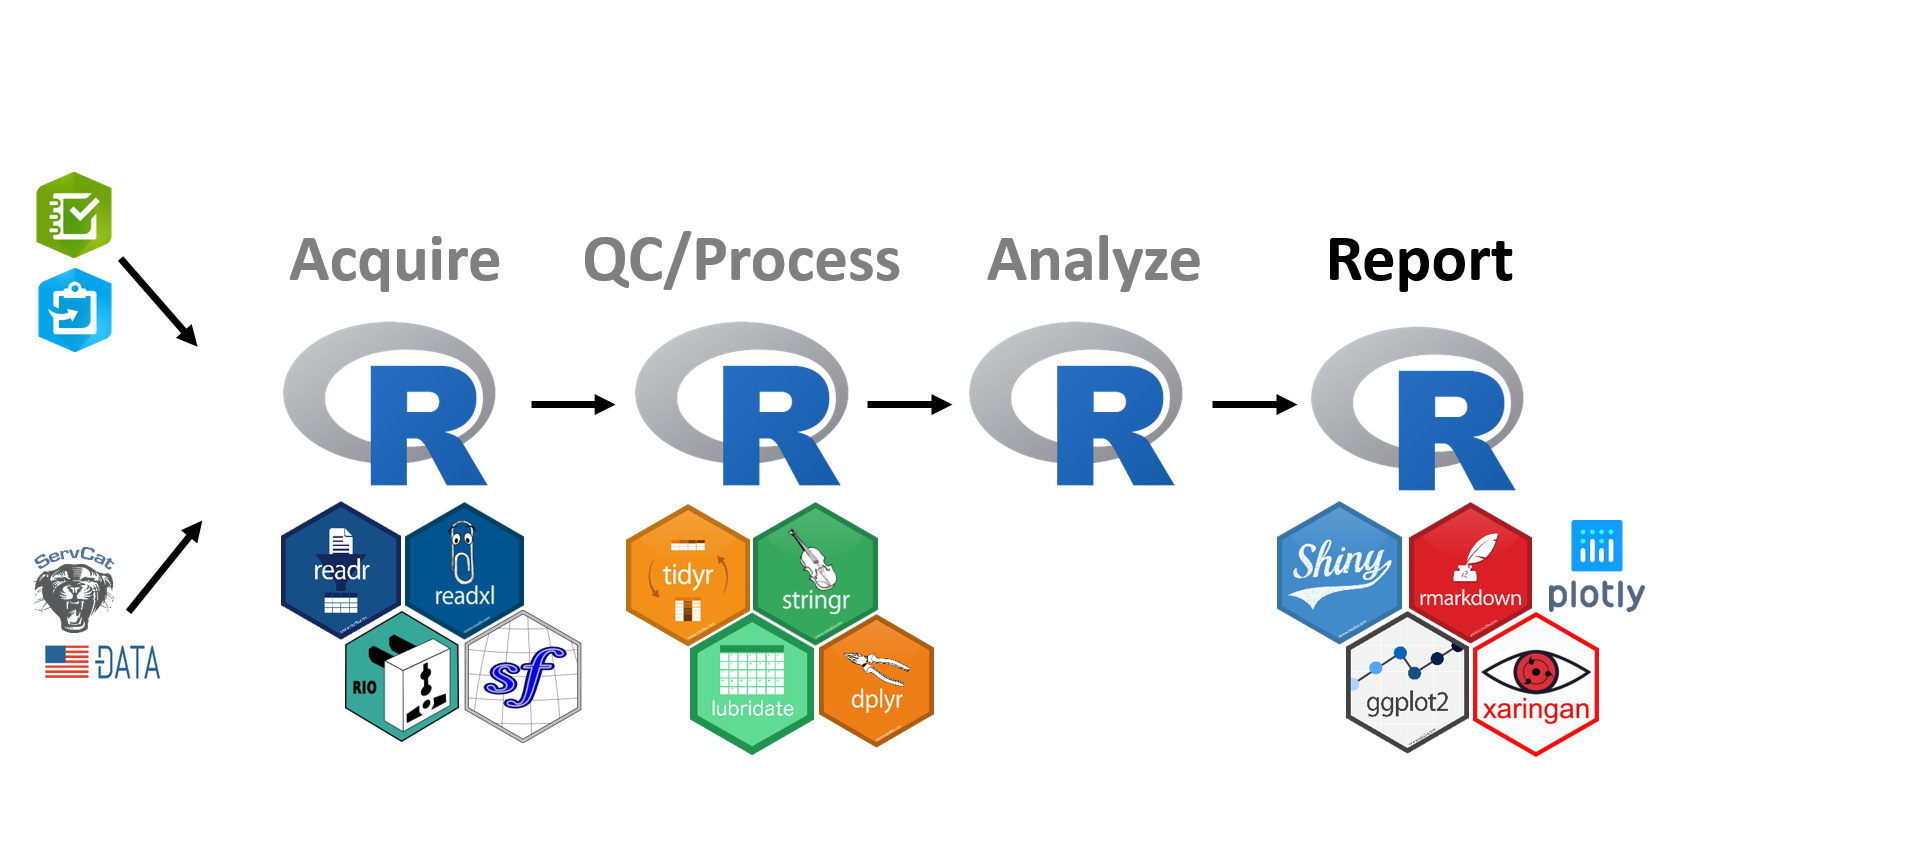 Acquire
QC/Process
Analyze
Report
R
R
R
R
ServCat
DATA
readr
readxl
RIO
sf
tidyr
stringr
lubridate
dplyr
Shiny
rmarkdown
plotly
ggplot2
xaringan